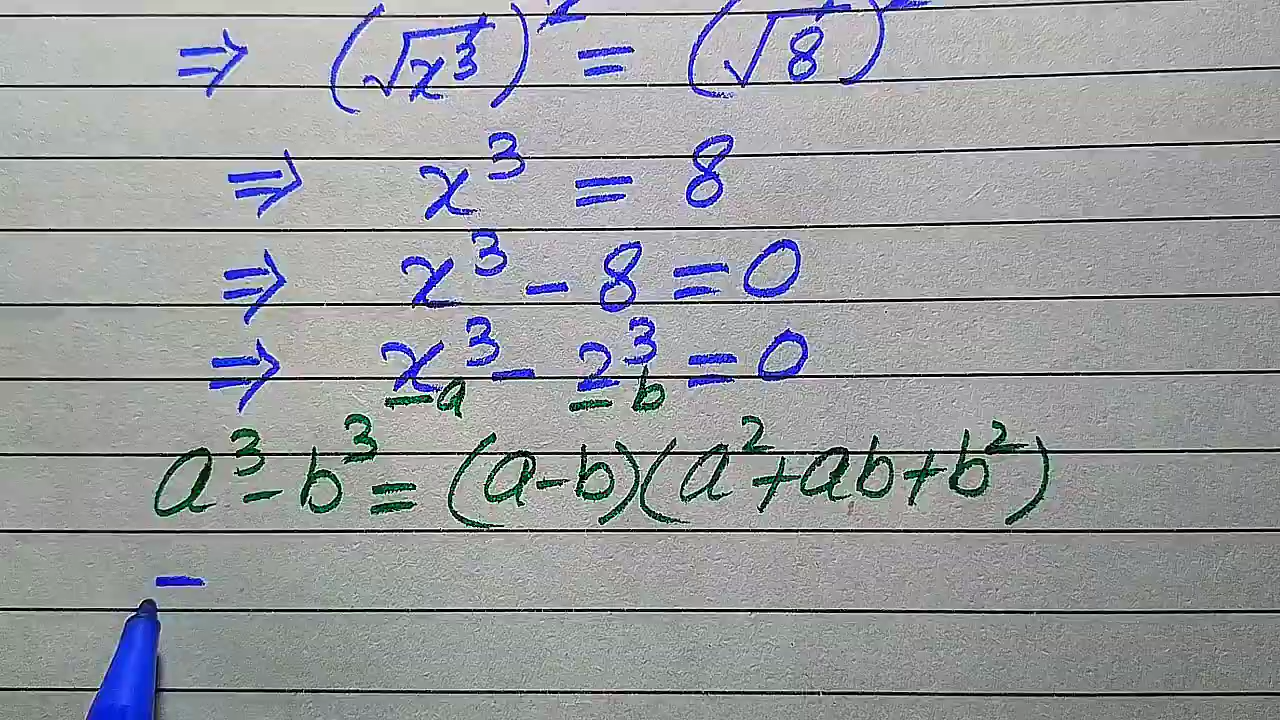 ⇒ (√x³)² = (√8)²
⇒ x³ = 8
⇒ x³ - 8 = 0
⇒ x³ - 2³ = 0
a b
a³ - b³ = (a-b)(a²+ab+b²)
-